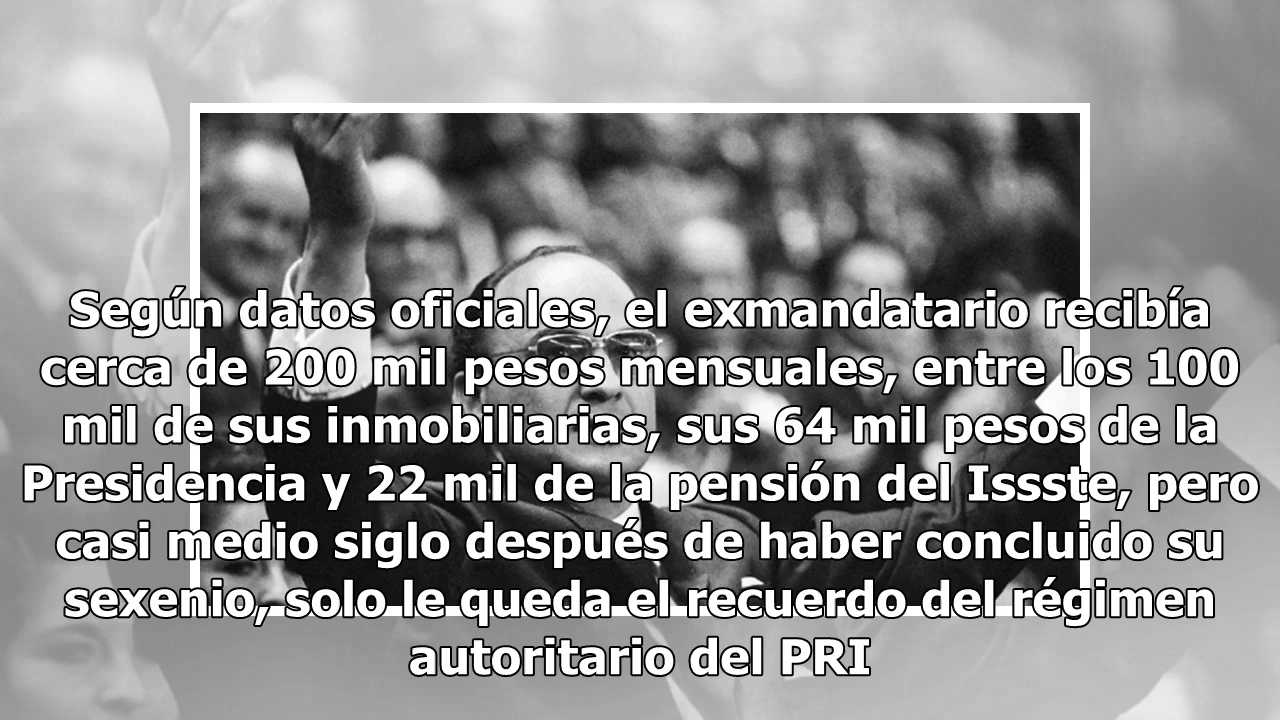 Según datos oficiales, el exmandatario recibía
cerca de 200 mil pesos mensuales, entre los 100
mil de sus inmobiliarias, sus 64 mil pesos de la
Presidencia y 22 mil de la pensión del Issste, pero
casi medio siglo después de haber concluido su
sexenio, solo le queda el recuerdo del régimen
autoritario del PRI